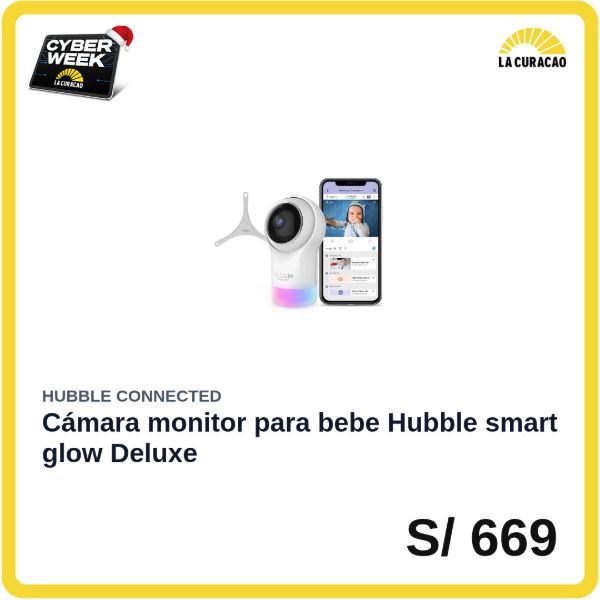 CYBER
WEEK
LA CURACAO
LA CURACAO
HUBBLE CONNECTED
Cámara monitor para bebe Hubble smart
glow Deluxe
S/ 669